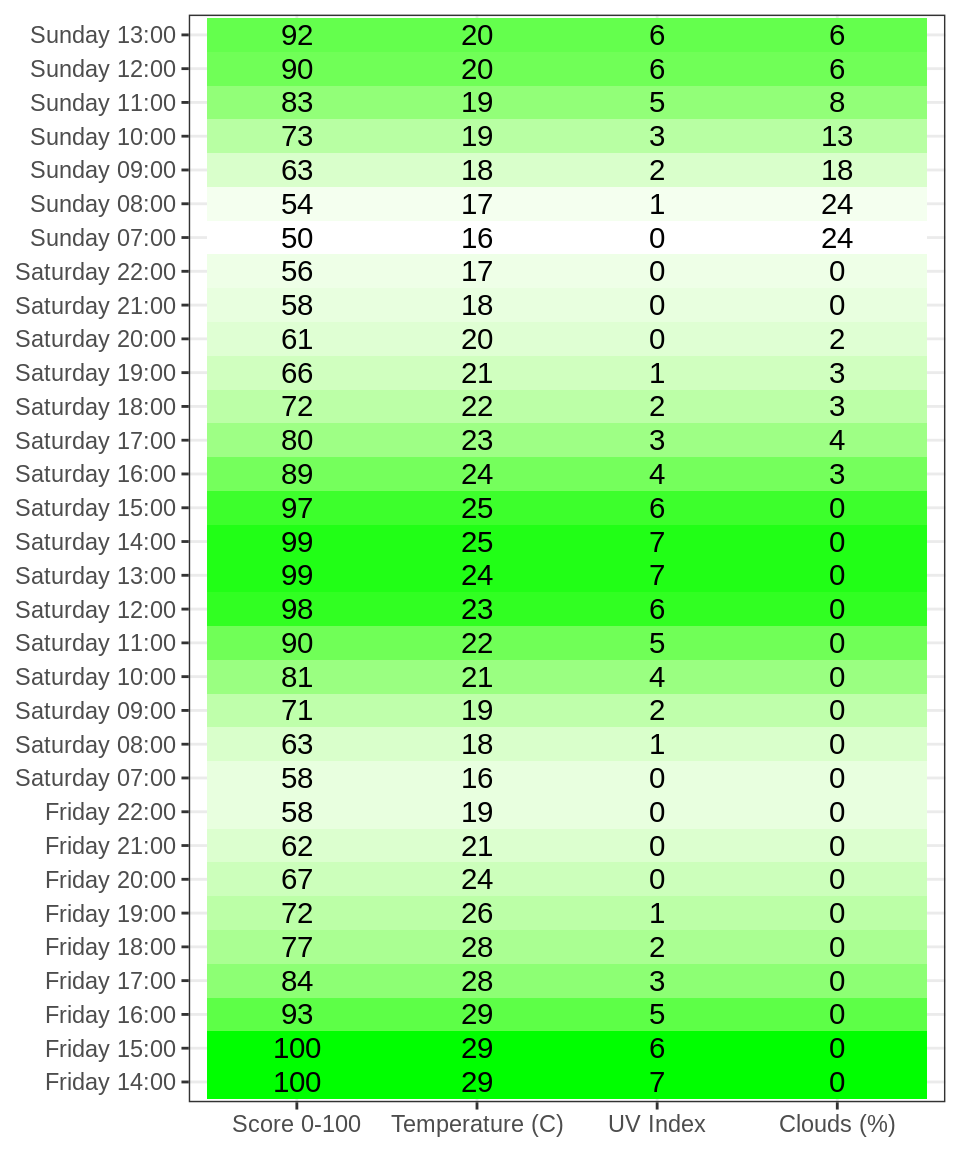 Sunday 13:00 92 20 6 6
Sunday 12:00 90 20 6 6
Sunday 11:00 83 19 5 8
Sunday 10:00 73 19 3 13
Sunday 09:00 63 18 2 18
Sunday 08:00 54 17 1 24
Sunday 07:00 50 16 0 24
Saturday 22:00 56 17 0 0
Saturday 21:00 58 18 0 0
Saturday 20:00 61 20 0 2
Saturday 19:00 66 21 1 3
Saturday 18:00 72 22 2 3
Saturday 17:00 80 23 3 4
Saturday 16:00 89 24 4 3
Saturday 15:00 97 25 6 0
Saturday 14:00 99 25 7 0
Saturday 13:00 99 24 7 0
Saturday 12:00 98 23 6 0
Saturday 11:00 90 22 5 0
Saturday 10:00 81 21 4 0
Saturday 09:00 71 19 2 0
Saturday 08:00 63 18 1 0
Saturday 07:00 58 16 0 0
Friday 22:00 58 19 0 0
Friday 21:00 62 21 0 0
Friday 20:00 67 24 0 0
Friday 19:00 72 26 1 0
Friday 18:00 77 28 2 0
Friday 17:00 84 28 3 0
Friday 16:00 93 29 5 0
Friday 15:00 100 29 6 0
Friday 14:00 100 29 7 0
Score 0-100 Temperature (C) UV Index Clouds (%)